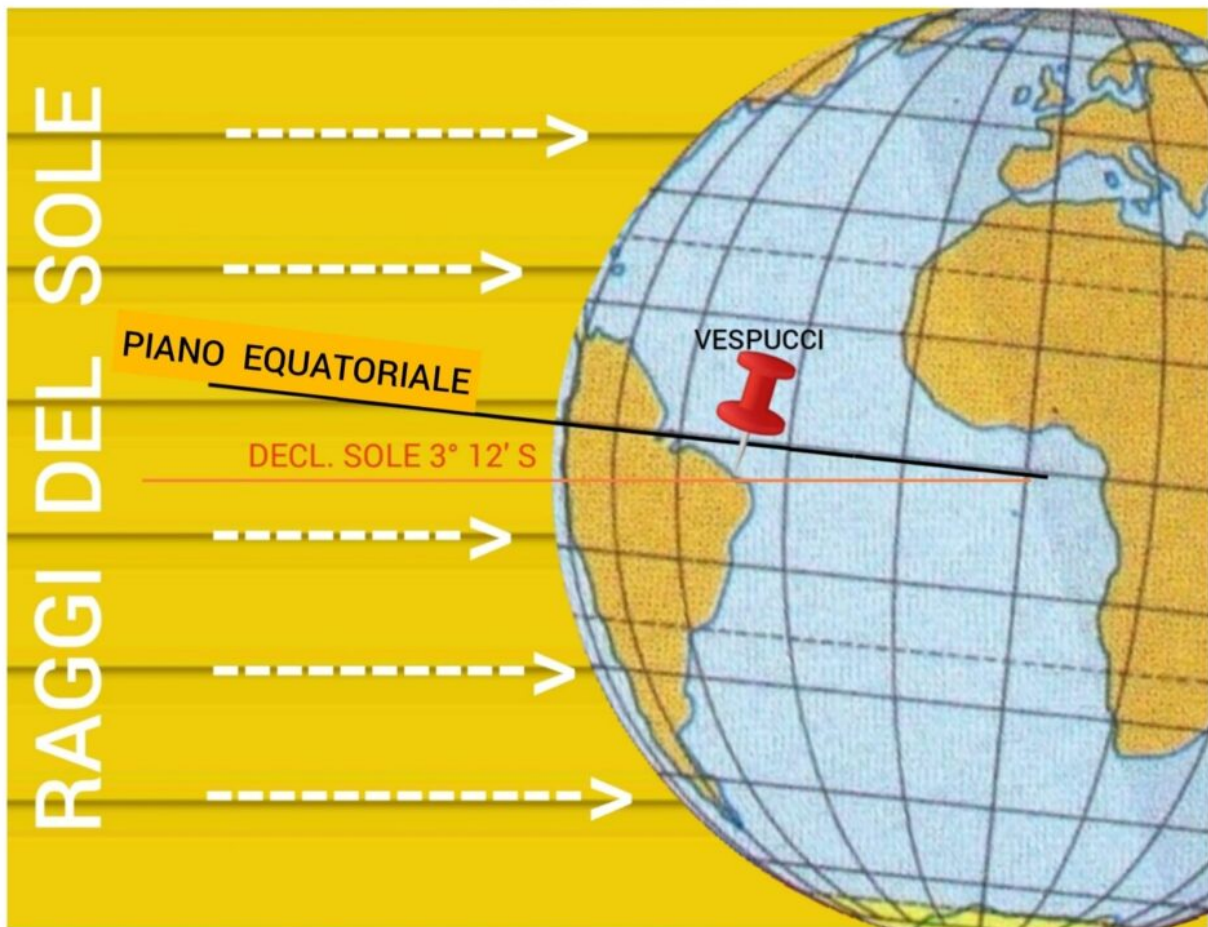 RAGGI DEL SOLE
PIANO EQUATORIALE
VESPUCCI
DECL. SOLE 3° 12' S